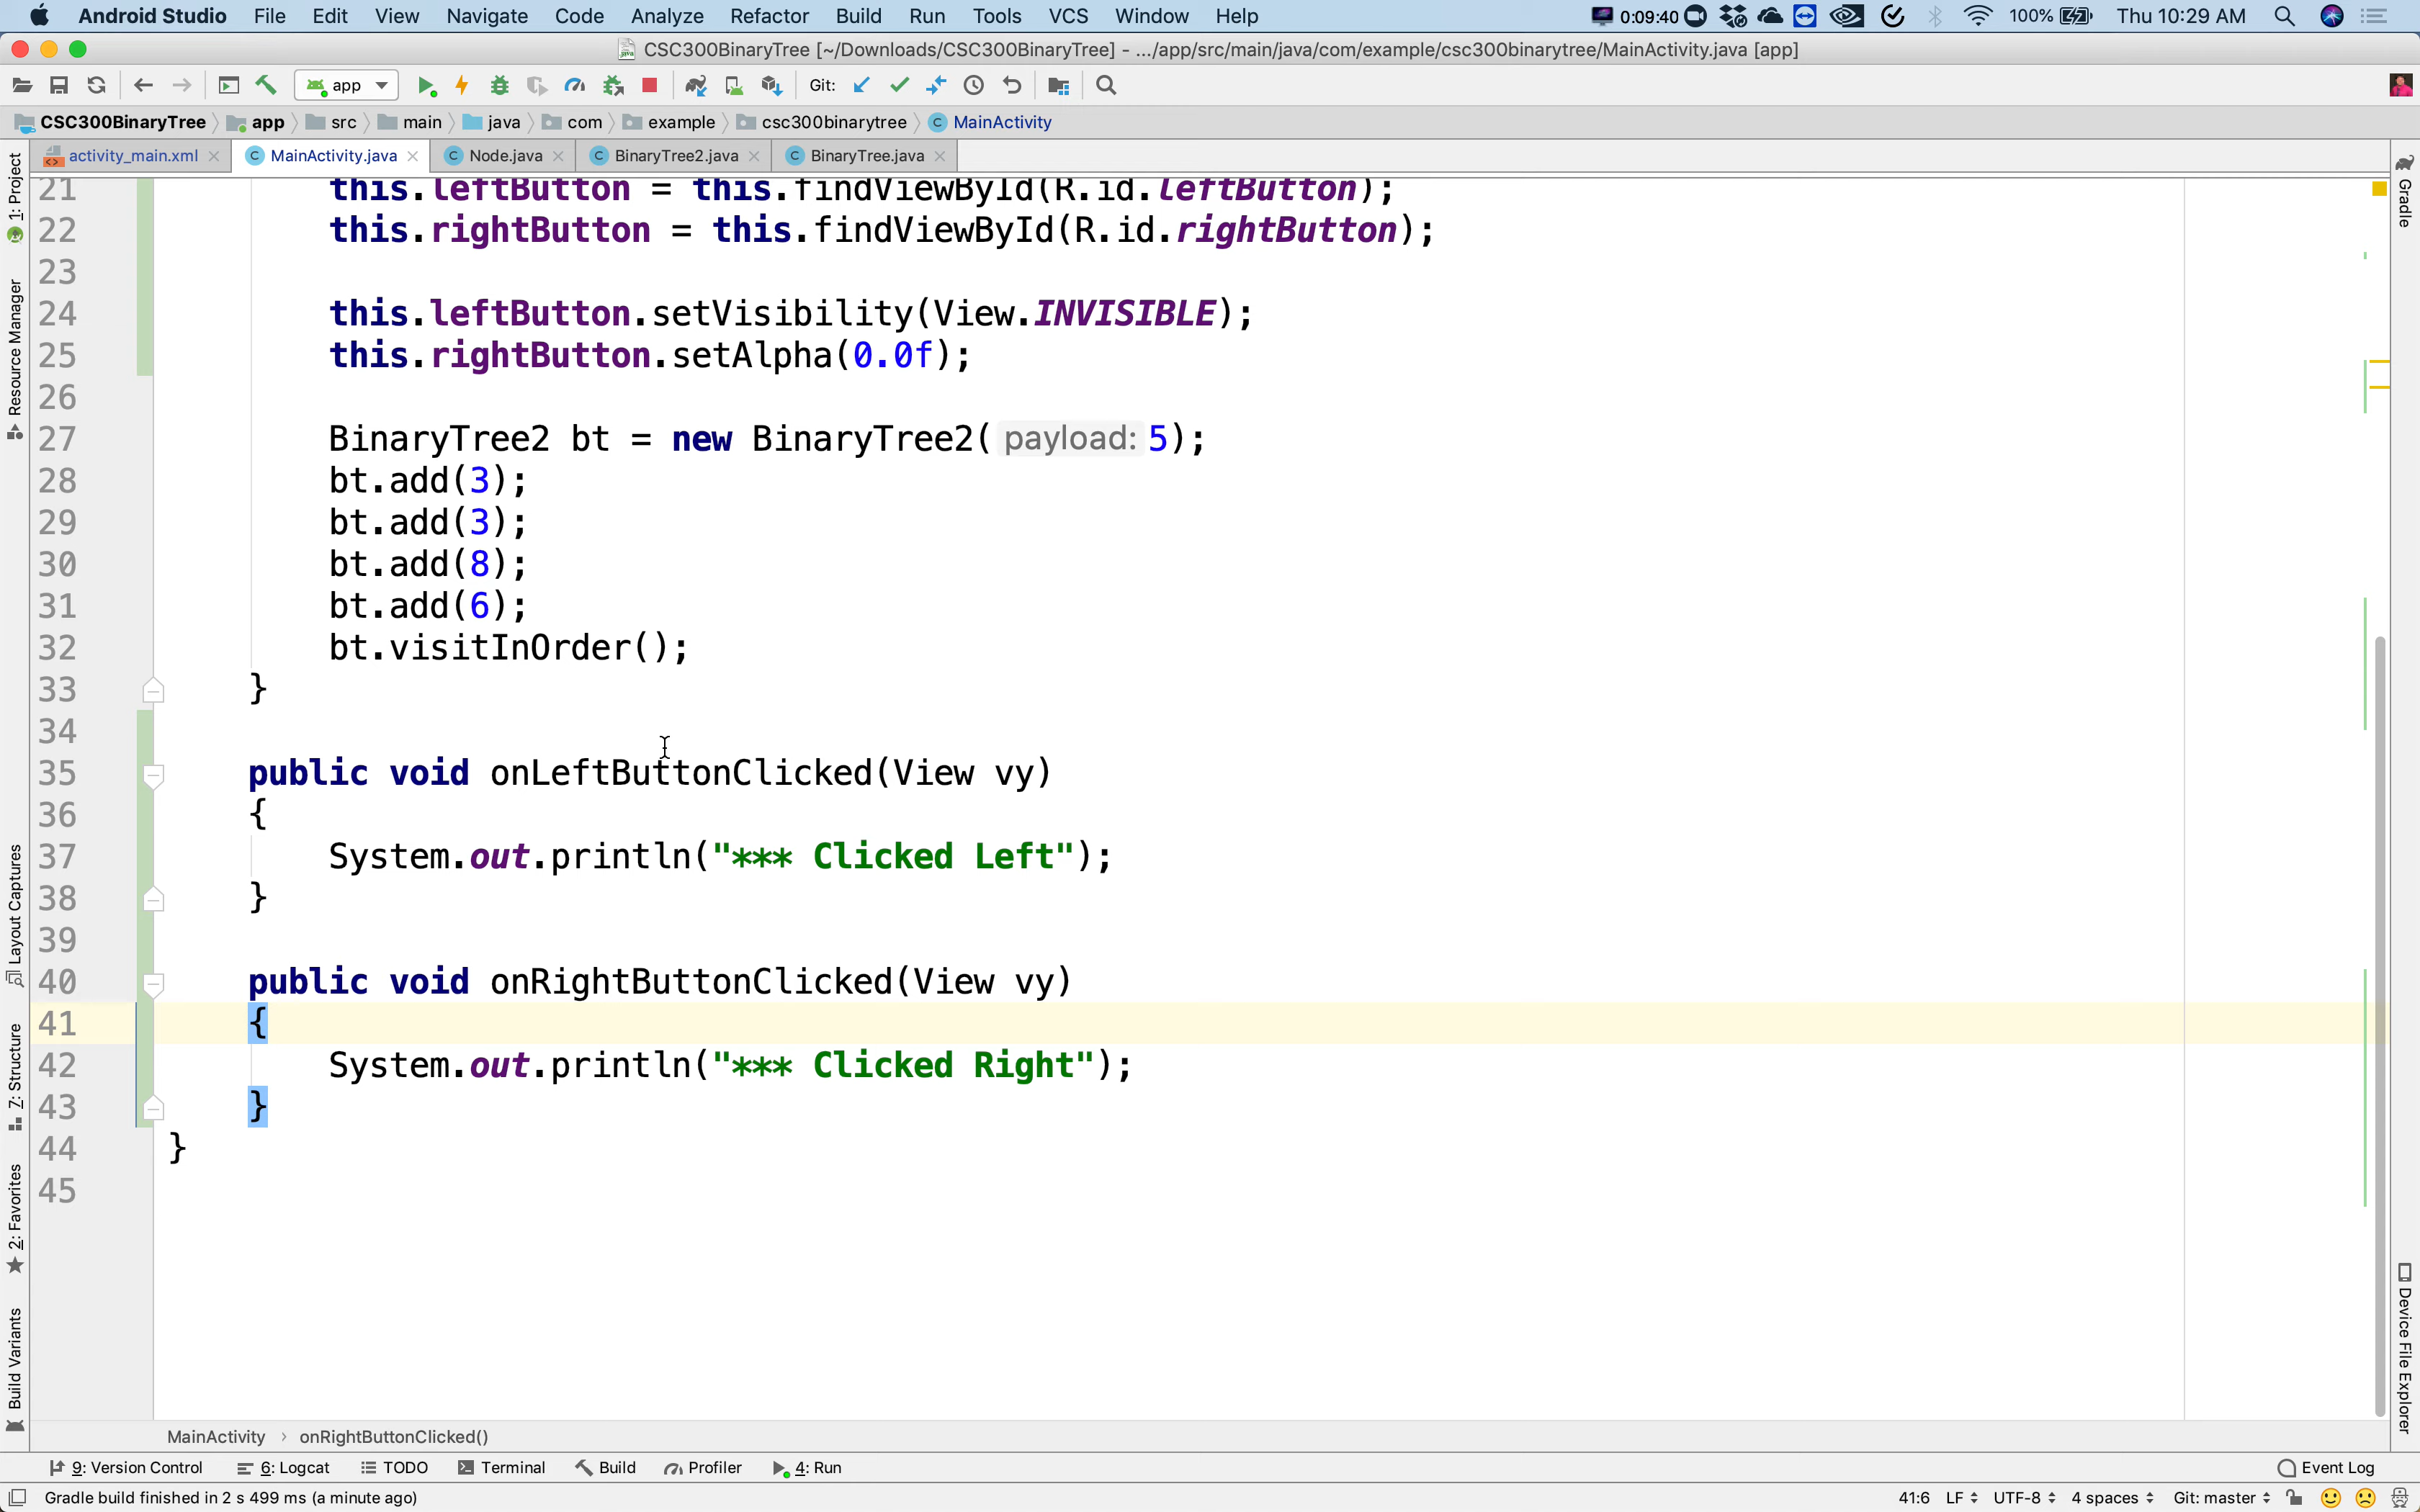 Android Studio File Edit View Navigate Code Analyze Refactor Build Run Tools VCS Window Help 0:09:40 100% Thu 10:29 AM
CSC300BinaryTree [~/Downloads/CSC300BinaryTree] - .../app/src/main/java/com/example/csc300binarytree/MainActivity.java [app]
app Git:
CSC300BinaryTree app src main java com example csc300binarytree MainActivity
activity_main.xml MainActivity.java Node.java BinaryTree2.java BinaryTree.java
21 this.leftButton = this.findViewById(R.id.leftButton);
22 this.rightButton = this.findViewById(R.id.rightButton);
23
24 this.leftButton.setVisibility(View.INVISIBLE);
25 this.rightButton.setAlpha(0.0f);
26
27 BinaryTree2 bt = new BinaryTree2( payload: 5);
28 bt.add(3);
29 bt.add(3);
30 bt.add(8);
31 bt.add(6);
32 bt.visitInOrder();
33 }
34
35 public void onLeftButtonClicked(View vy)
36 {
37 System.out.println("*** Clicked Left");
38 }
39
40 public void onRightButtonClicked(View vy)
41 {
42 System.out.println("*** Clicked Right");
43 }
44 }
45
1: Project
Resource Manager
Layout Captures
7: Structure
2: Favorites
Build Variants
Gradle
Device File Explorer
MainActivity › onRightButtonClicked()
9: Version Control 6: Logcat TODO Terminal Build Profiler 4: Run Event Log
Gradle build finished in 2 s 499 ms (a minute ago) 41:6 LF UTF-8 4 spaces Git: master